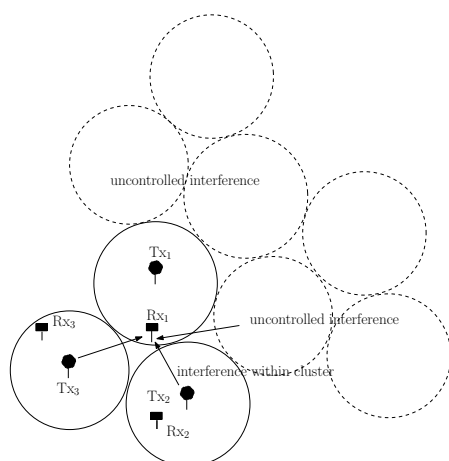 uncontrolled interference
Tx1
Rx3
Rx1
uncontrolled interference
interference within cluster
Tx3
Tx2
Rx2